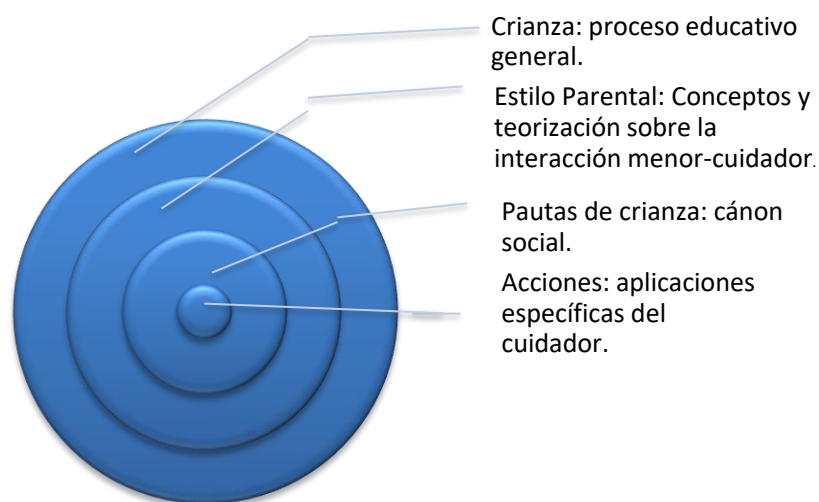 Crianza: proceso educativo
general.
Estilo Parental: Conceptos y
teorización sobre la
interacción menor-cuidador.
Pautas de crianza: cánon
social.
Acciones: aplicaciones
específicas del
cuidador.